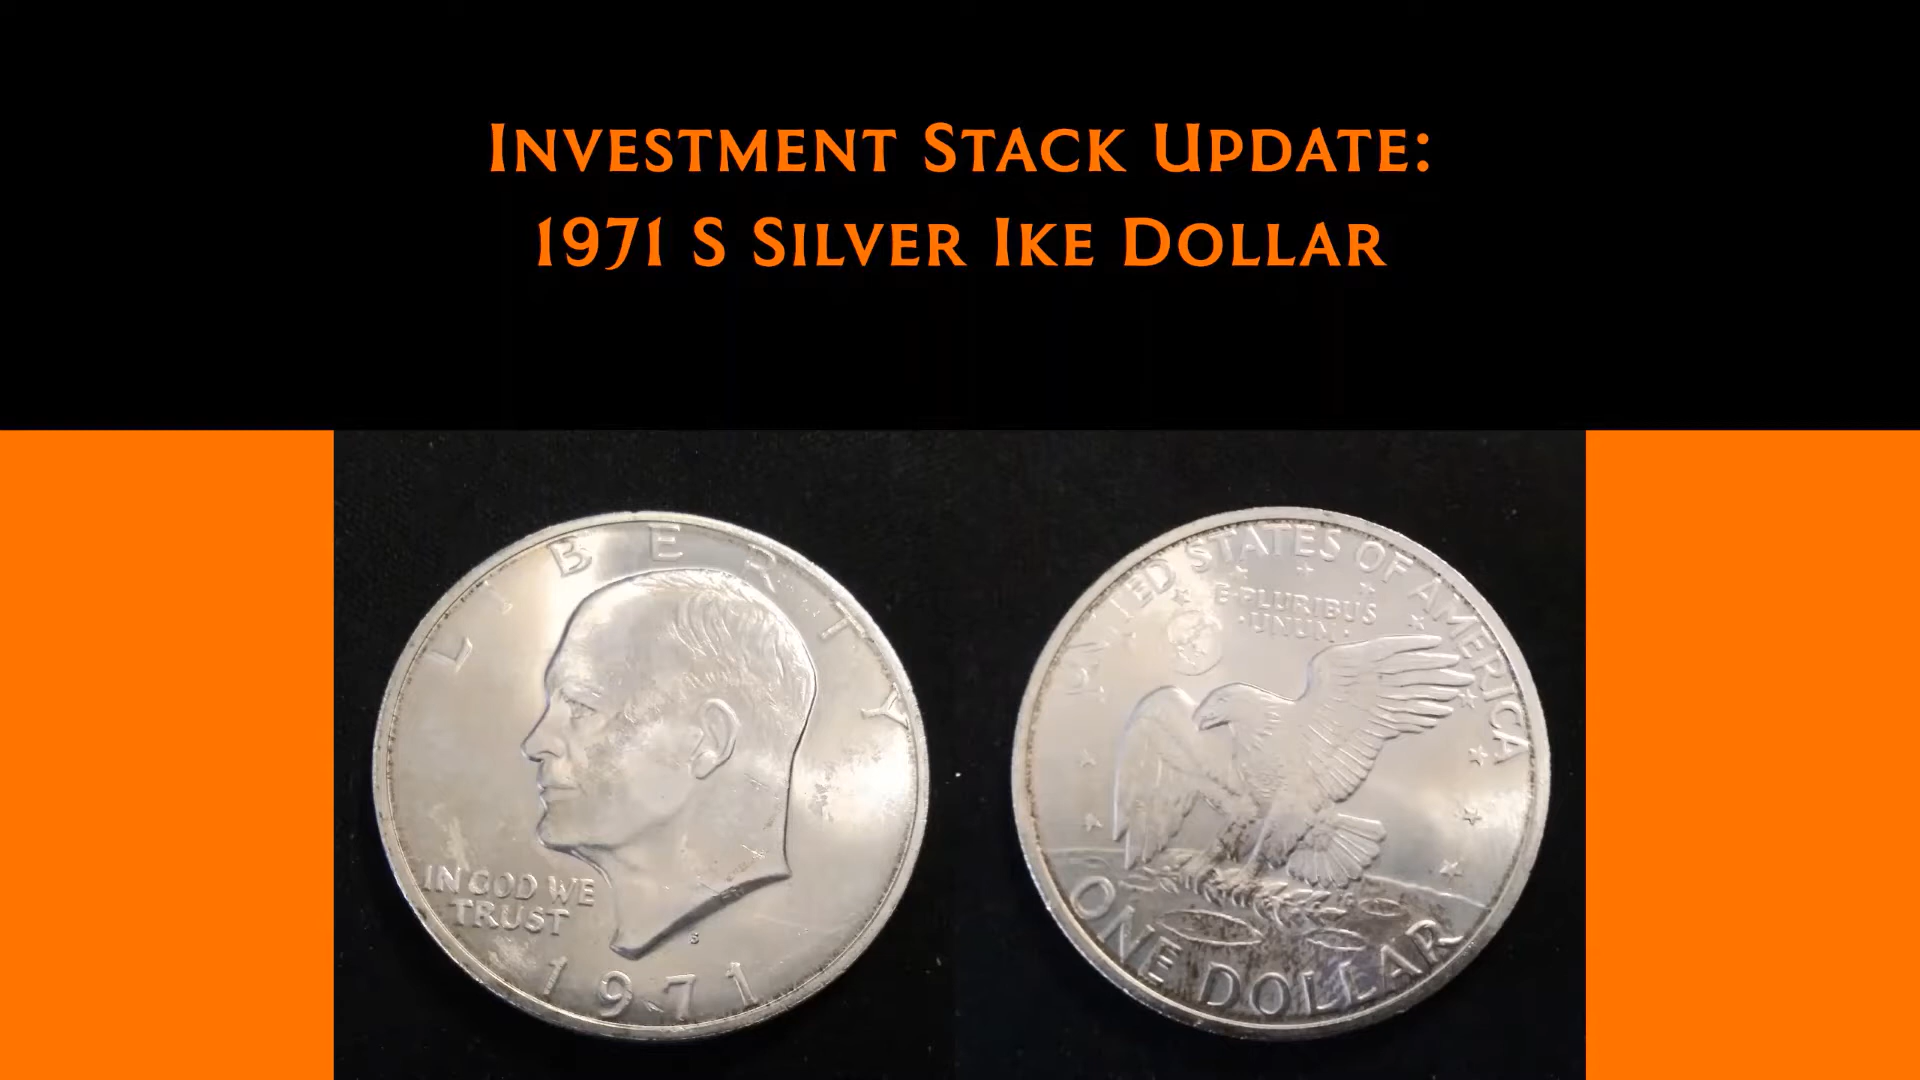 Investment Stack Update:
1971 S Silver Ike Dollar
LIBERTY
IN GOD WE
TRUST
S
1971
UNITED STATES OF AMERICA
E·PLURIBUS
·UNUM·
ONE DOLLAR